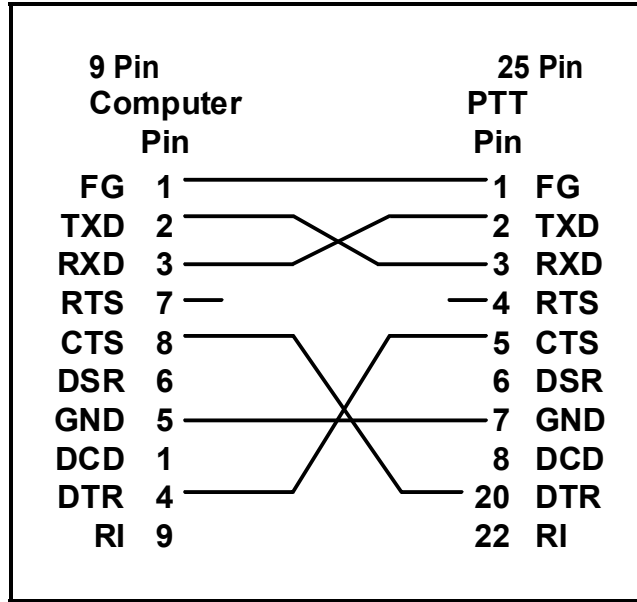 9 Pin 25 Pin
Computer PTT
Pin Pin
FG 1 1 FG
TXD 2 2 TXD
RXD 3 3 RXD
RTS 7 4 RTS
CTS 8 5 CTS
DSR 6 6 DSR
GND 5 7 GND
DCD 1 8 DCD
DTR 4 20 DTR
RI 9 22 RI